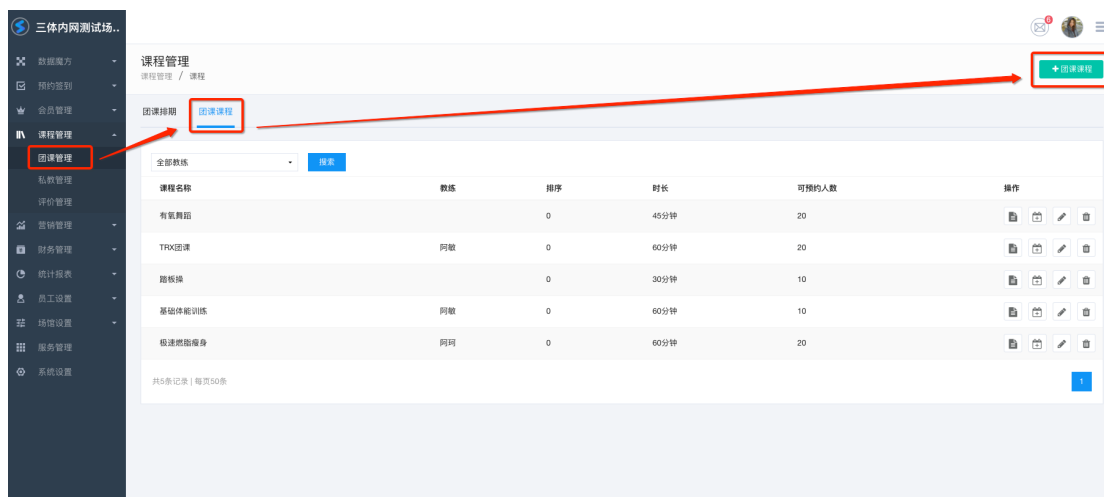 三体内网测试场..
6
数据魔方
预约签到
会员管理
课程管理
团课管理
私教管理
评价管理
营销管理
财务管理
统计报表
员工设置
场馆设置
服务管理
系统设置
课程管理
课程管理 / 课程
+团课课程
团课排期 团课课程
全部教练 搜索
课程名称 教练 排序 时长 可预约人数 操作
有氧舞蹈 0 45分钟 20
TRX团课 阿敏 0 60分钟 20
踏板操 0 30分钟 10
基础体能训练 阿敏 0 60分钟 10
极速燃脂瘦身 阿珂 0 60分钟 20
共5条记录 | 每页50条 1